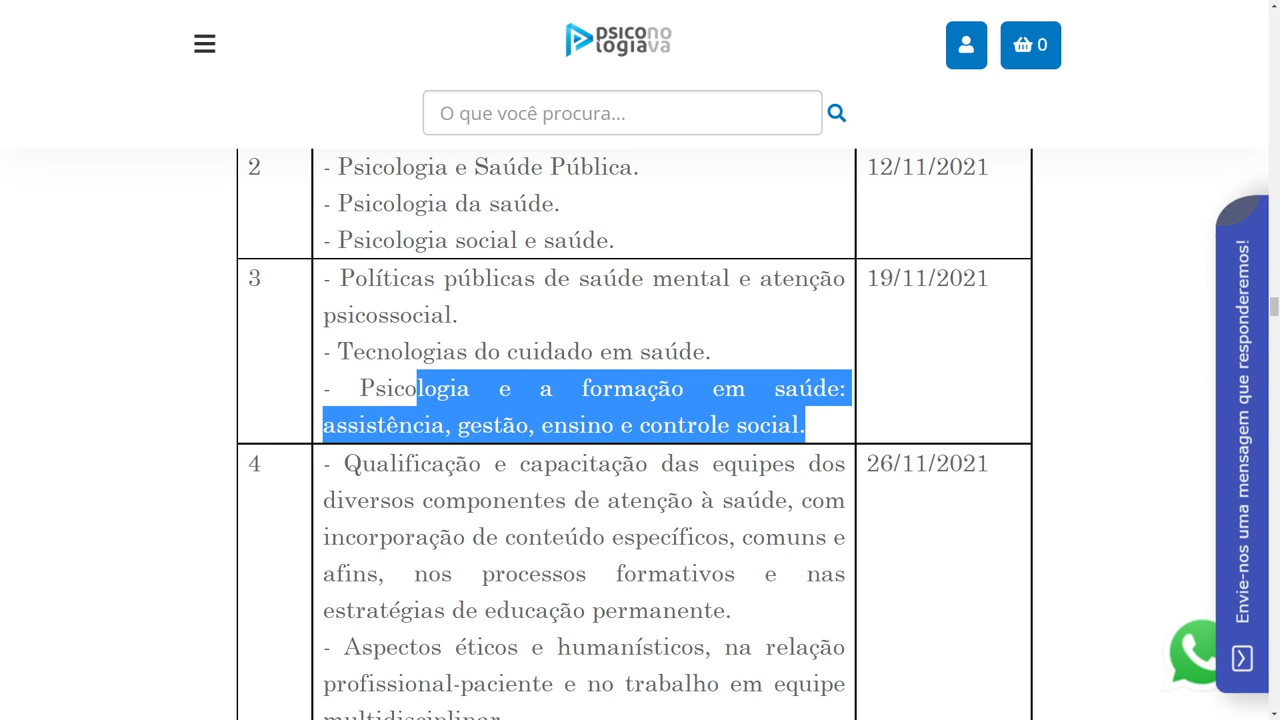 psicono
logiava
0
O que você procura...
2
- Psicologia e Saúde Pública.
12/11/2021
- Psicologia da saúde.
- Psicologia social e saúde.
3
- Políticas públicas de saúde mental e atenção
19/11/2021
psicossocial.
- Tecnologias do cuidado em saúde.
- Psicologia e a formação em saúde:
assistência, gestão, ensino e controle social.
4
- Qualificação e capacitação das equipes dos
26/11/2021
diversos componentes de atenção à saúde, com
incorporação de conteúdo específicos, comuns e
afins, nos processos formativos e nas
estratégias de educação permanente.
- Aspectos éticos e humanísticos, na relação
profissional-paciente e no trabalho em equipe
multidisciplinar
Envie-nos uma mensagem que responderemos!